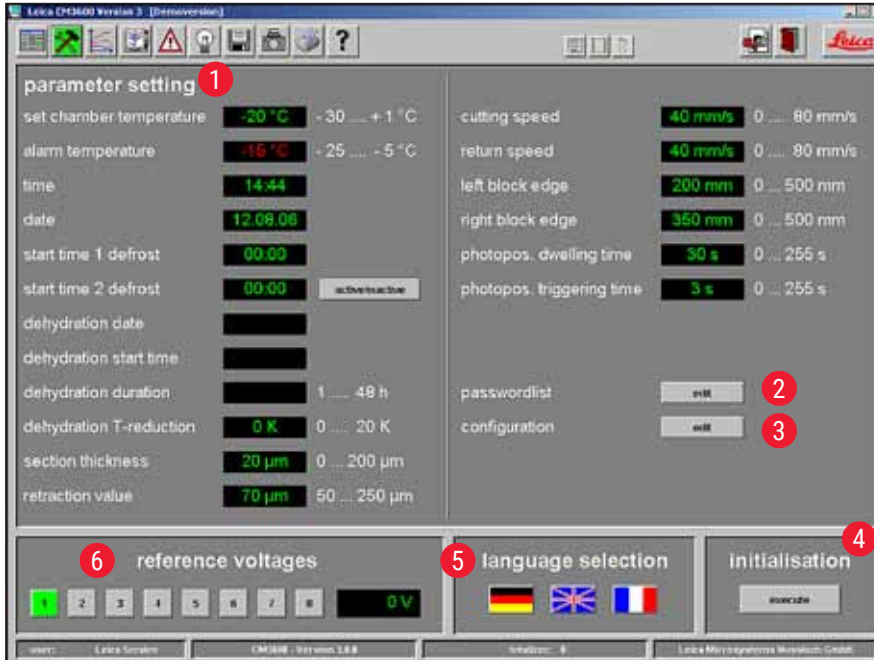 Leica CM3600 Version 3 [Demoversion]
?
Leica
parameter setting 1
set chamber temperature -20 °C - 30 .... + 1 °C
alarm temperature -15 °C - 25 .... - 5 °C
time 14:44
date 12.08.06
start time 1 defrost 00:00
start time 2 defrost 00:00 active/inactive
dehydration date
dehydration start time
dehydration duration 1 .... 48 h
dehydration T-reduction 0 K 0 .... 20 K
section thickness 20 µm 0 ... 200 µm
retraction value 70 µm 50 ... 250 µm
cutting speed 40 mm/s 0 .... 80 mm/s
return speed 40 mm/s 0 .... 80 mm/s
left block edge 200 mm 0 ... 500 mm
right block edge 350 mm 0 ... 500 mm
photopos. dwelling time 30 s 0 ... 255 s
photopos. triggering time 3 s 0 ... 255 s
passwordlist edit 2
configuration edit 3
6 reference voltages
1 2 3 4 5 6 7 8 0 V
5 language selection
4
initialisation
execute
user: Leica Service CM3600 - Version 3.0.0 0 Leica Microsystems Nussloch GmbH